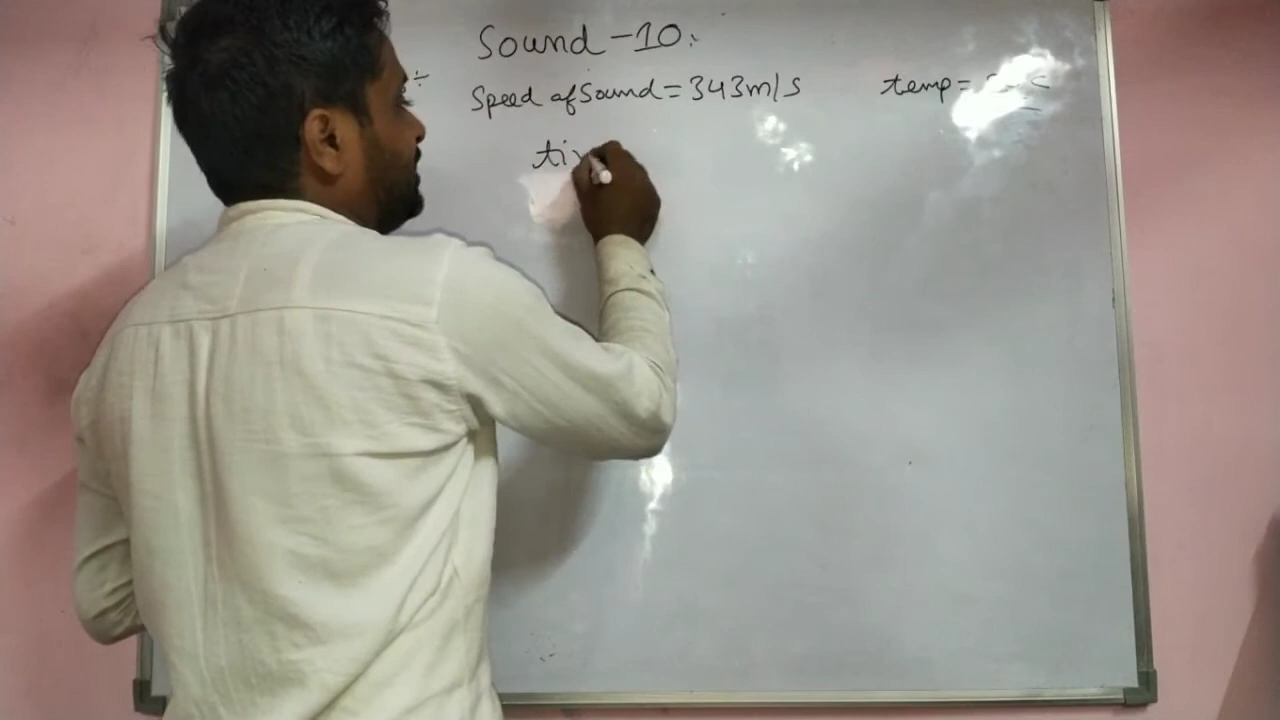 Sound - 10:
÷ Speed of Sound = 343m/s temp =
ti